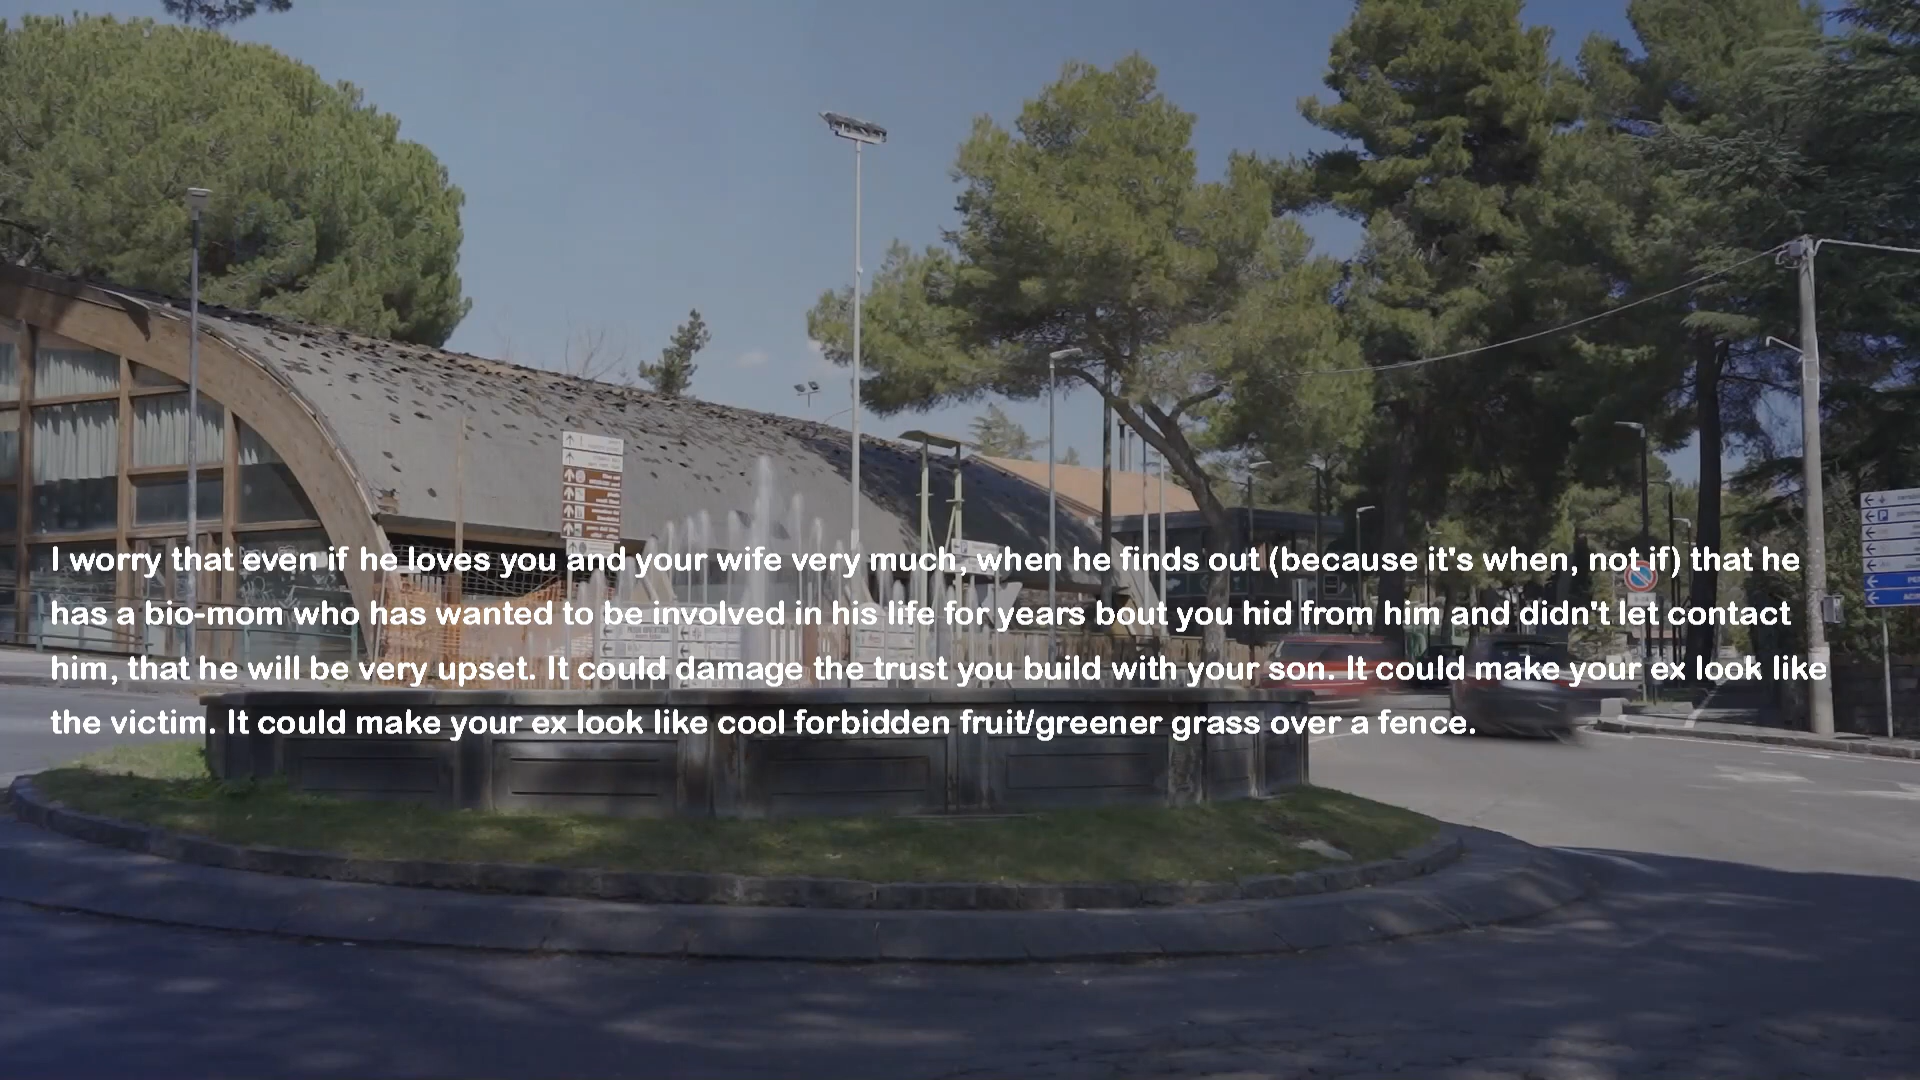 I worry that even if he loves you and your wife very much, when he finds out (because it's when, not if) that he
has a bio-mom who has wanted to be involved in his life for years bout you hid from him and didn't let contact
him, that he will be very upset. It could damage the trust you build with your son. It could make your ex look like
the victim. It could make your ex look like cool forbidden fruit/greener grass over a fence.